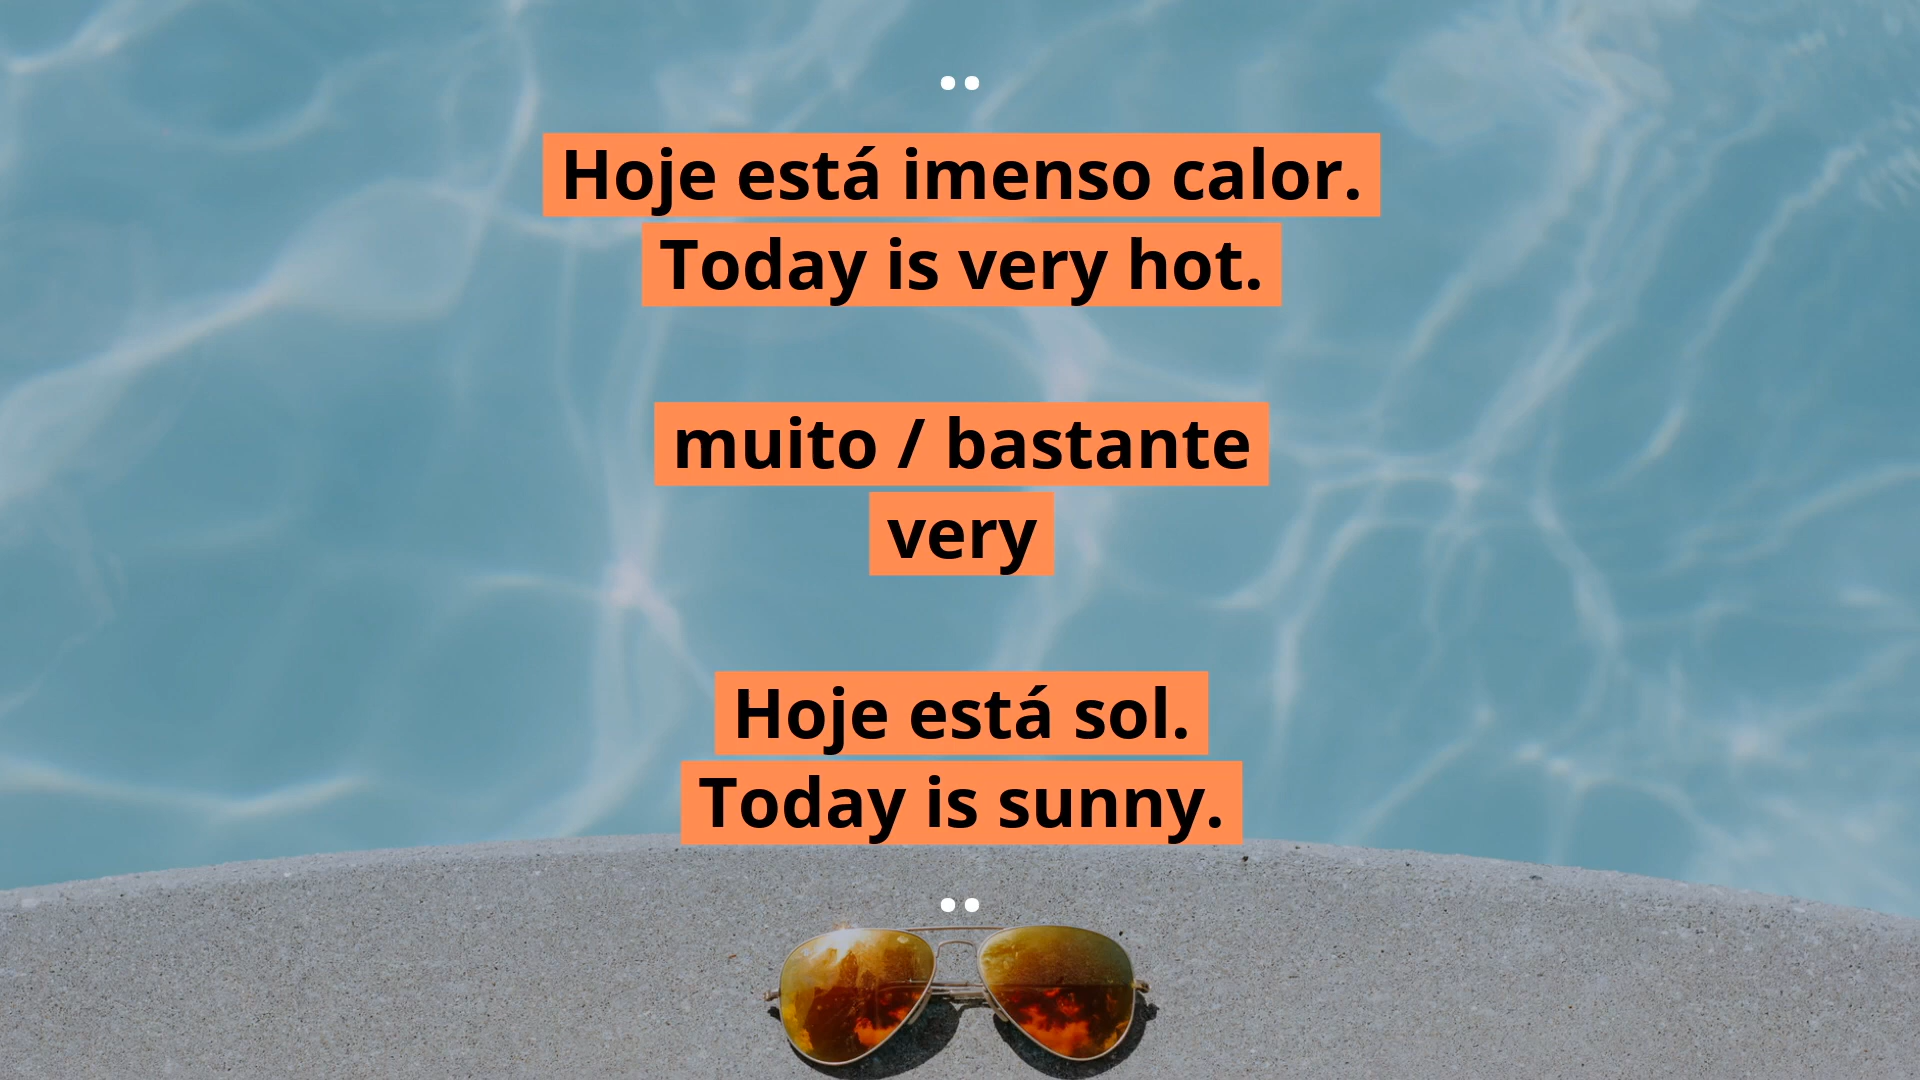 Hoje está imenso calor.
Today is very hot.
muito / bastante
very
Hoje está sol.
Today is sunny.